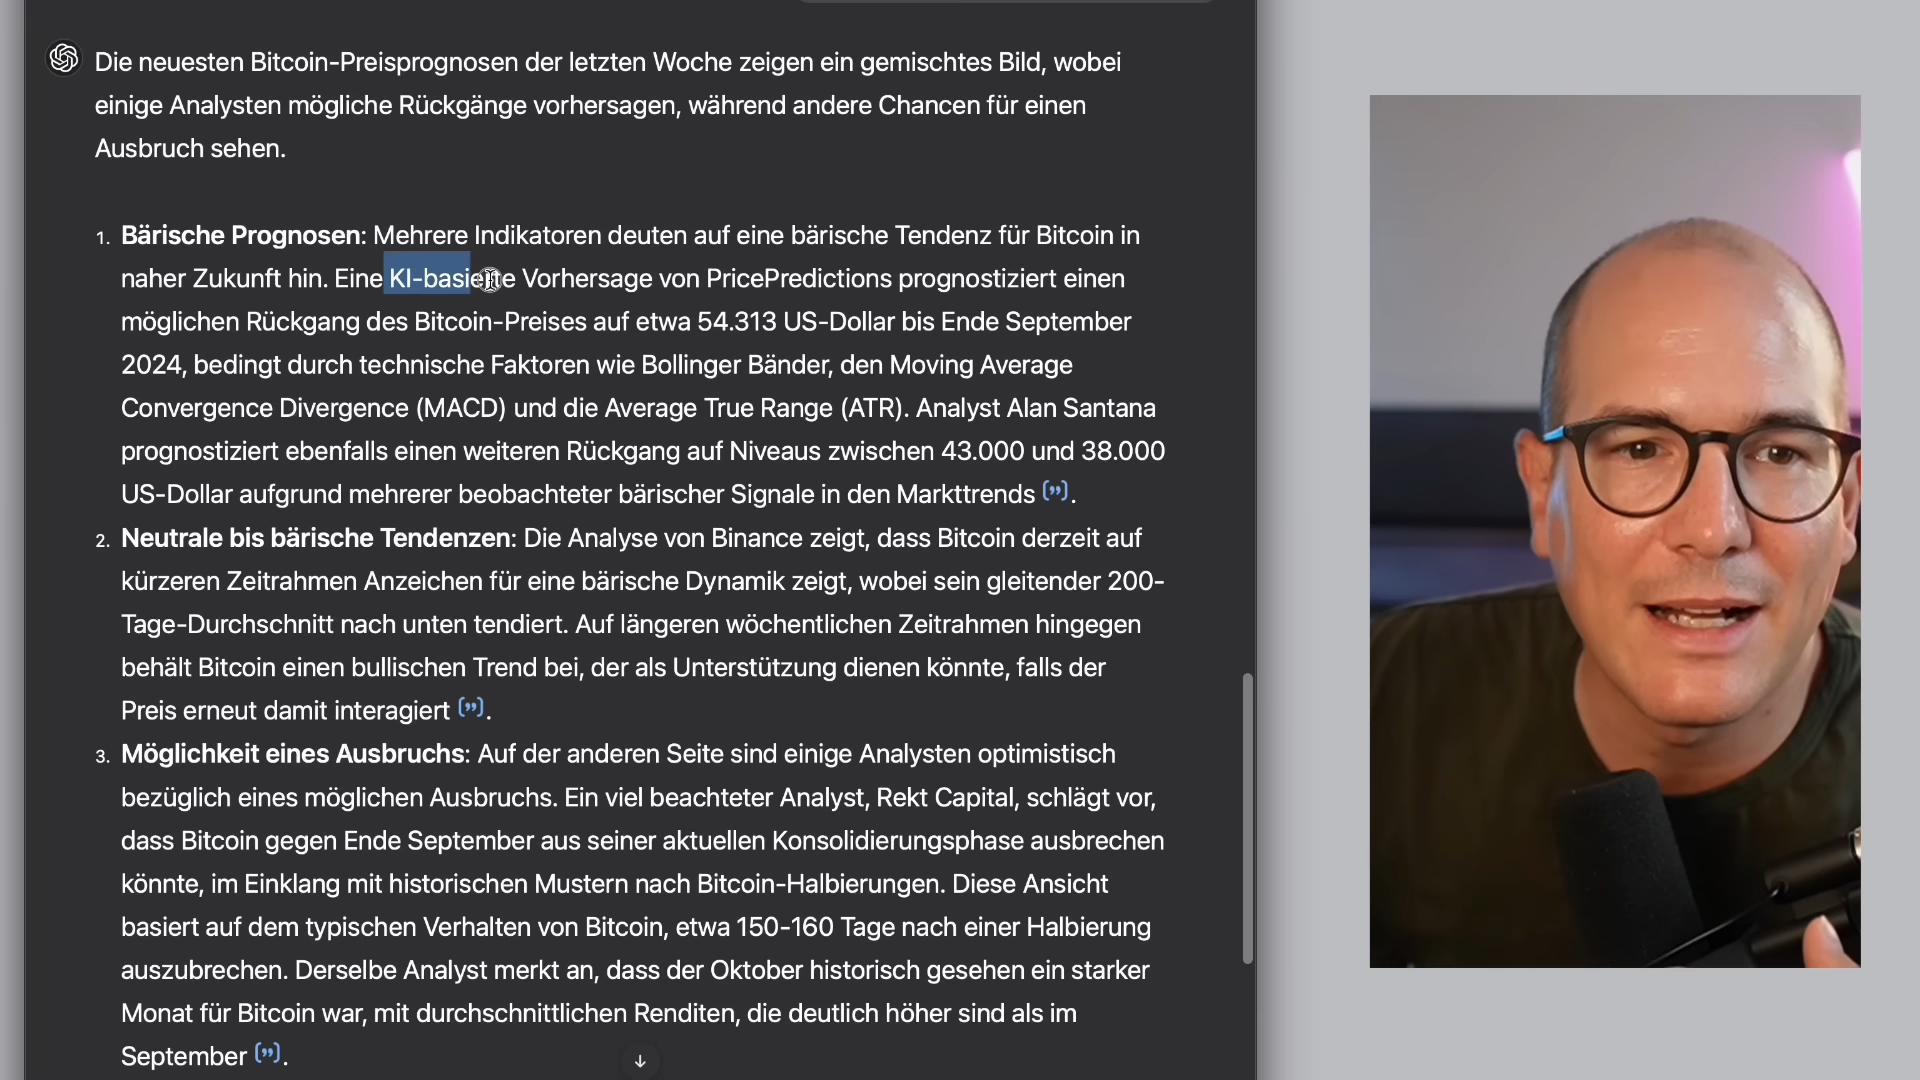 Die neuesten Bitcoin-Preisprognosen der letzten Woche zeigen ein gemischtes Bild, wobei
einige Analysten mögliche Rückgänge vorhersagen, während andere Chancen für einen
Ausbruch sehen.
1. Bärische Prognosen: Mehrere Indikatoren deuten auf eine bärische Tendenz für Bitcoin in
naher Zukunft hin. Eine KI-basierte Vorhersage von PricePredictions prognostiziert einen
möglichen Rückgang des Bitcoin-Preises auf etwa 54.313 US-Dollar bis Ende September
2024, bedingt durch technische Faktoren wie Bollinger Bänder, den Moving Average
Convergence Divergence (MACD) und die Average True Range (ATR). Analyst Alan Santana
prognostiziert ebenfalls einen weiteren Rückgang auf Niveaus zwischen 43.000 und 38.000
US-Dollar aufgrund mehrerer beobachteter bärischer Signale in den Markttrends.
2. Neutrale bis bärische Tendenzen: Die Analyse von Binance zeigt, dass Bitcoin derzeit auf
kürzeren Zeitrahmen Anzeichen für eine bärische Dynamik zeigt, wobei sein gleitender 200-
Tage-Durchschnitt nach unten tendiert. Auf längeren wöchentlichen Zeitrahmen hingegen
behält Bitcoin einen bullischen Trend bei, der als Unterstützung dienen könnte, falls der
Preis erneut damit interagiert.
3. Möglichkeit eines Ausbruchs: Auf der anderen Seite sind einige Analysten optimistisch
bezüglich eines möglichen Ausbruchs. Ein viel beachteter Analyst, Rekt Capital, schlägt vor,
dass Bitcoin gegen Ende September aus seiner aktuellen Konsolidierungsphase ausbrechen
könnte, im Einklang mit historischen Mustern nach Bitcoin-Halbierungen. Diese Ansicht
basiert auf dem typischen Verhalten von Bitcoin, etwa 150-160 Tage nach einer Halbierung
auszubrechen. Derselbe Analyst merkt an, dass der Oktober historisch gesehen ein starker
Monat für Bitcoin war, mit durchschnittlichen Renditen, die deutlich höher sind als im
September.